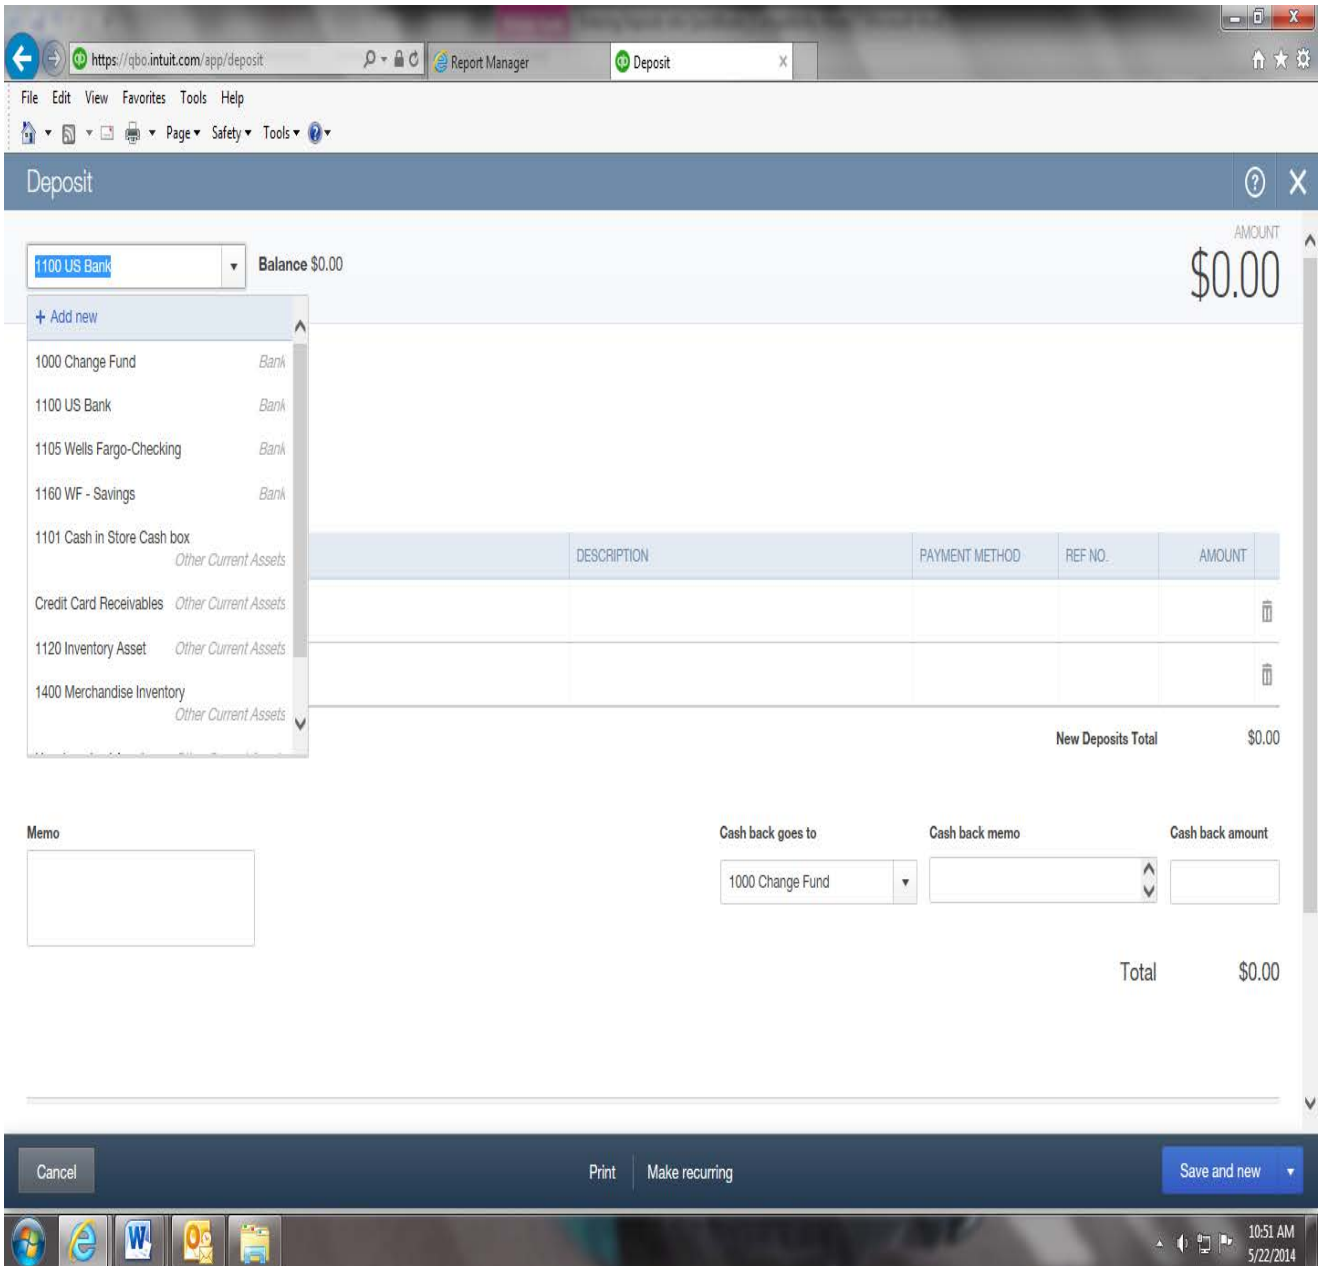 https://qbo.intuit.com/app/deposit
Report Manager
Deposit
File Edit View Favorites Tools Help
Page Safety Tools
Deposit
1100 US Bank
Balance $0.00
AMOUNT
$0.00
+ Add new
1000 Change Fund Bank
1100 US Bank Bank
1105 Wells Fargo-Checking Bank
1160 WF - Savings Bank
1101 Cash in Store Cash box
Other Current Assets
Credit Card Receivables Other Current Assets
1120 Inventory Asset Other Current Assets
1400 Merchandise Inventory
Other Current Assets
DESCRIPTION PAYMENT METHOD REF NO. AMOUNT
New Deposits Total $0.00
Memo
Cash back goes to Cash back memo Cash back amount
1000 Change Fund
Total $0.00
Cancel Print Make recurring Save and new
10:51 AM
5/22/2014